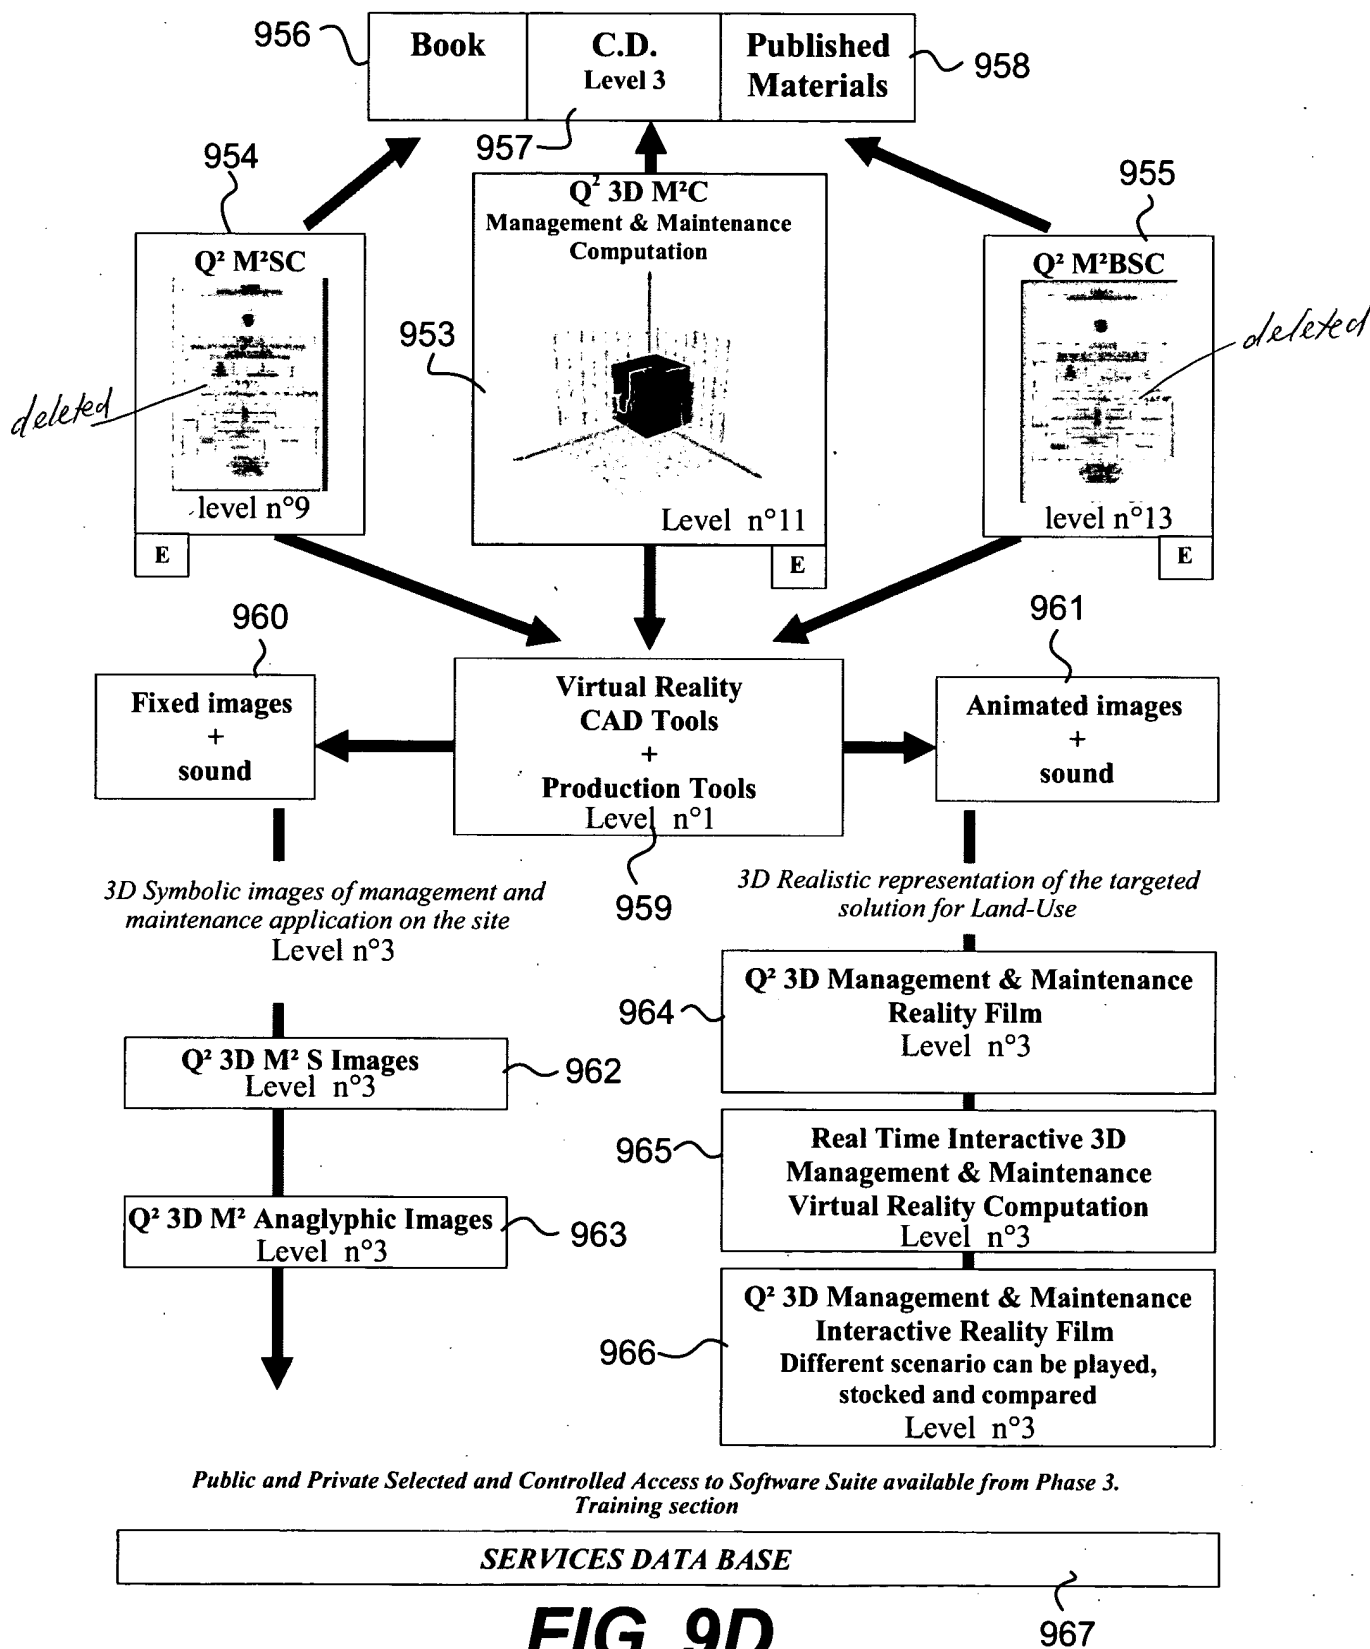 956
Book
C.D.
Level 3
Published
Materials
958
957
954
955
Q² 3D M²C
Management & Maintenance
Computation
953
Level n°11
E
Q² M²SC
deleted
level n°9
E
Q² M²BSC
deleted
level n°13
E
960
961
Fixed images
+
sound
Virtual Reality
CAD Tools
+
Production Tools
Level n°1
959
Animated images
+
sound
3D Symbolic images of management and
maintenance application on the site
Level n°3
3D Realistic representation of the targeted
solution for Land-Use
Q² 3D M² S Images
Level n°3
962
Q² 3D M² Anaglyphic Images
Level n°3
963
964
Q² 3D Management & Maintenance
Reality Film
Level n°3
965
Real Time Interactive 3D
Management & Maintenance
Virtual Reality Computation
Level n°3
966
Q² 3D Management & Maintenance
Interactive Reality Film
Different scenario can be played,
stocked and compared
Level n°3
Public and Private Selected and Controlled Access to Software Suite available from Phase 3.
Training section
SERVICES DATA BASE
967
FIG 9D